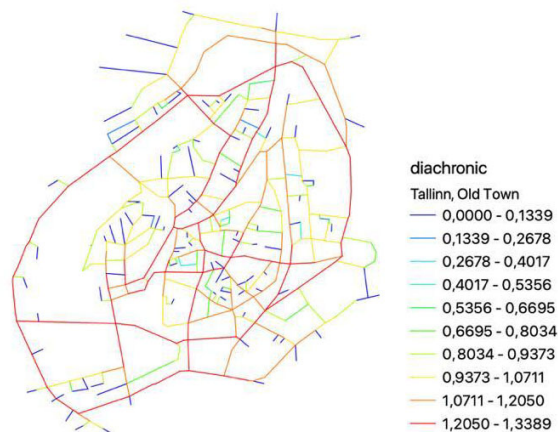 diachronic
Tallinn, Old Town
0,0000 - 0,1339
0,1339 - 0,2678
0,2678 - 0,4017
0,4017 - 0,5356
0,5356 - 0,6695
0,6695 - 0,8034
0,8034 - 0,9373
0,9373 - 1,0711
1,0711 - 1,2050
1,2050 - 1,3389